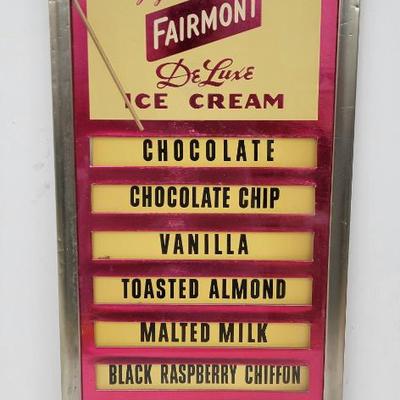 FAIRMONT
DeLuxe
ICE CREAM
CHOCOLATE
CHOCOLATE CHIP
VANILLA
TOASTED ALMOND
MALTED MILK
BLACK RASPBERRY CHIFFON